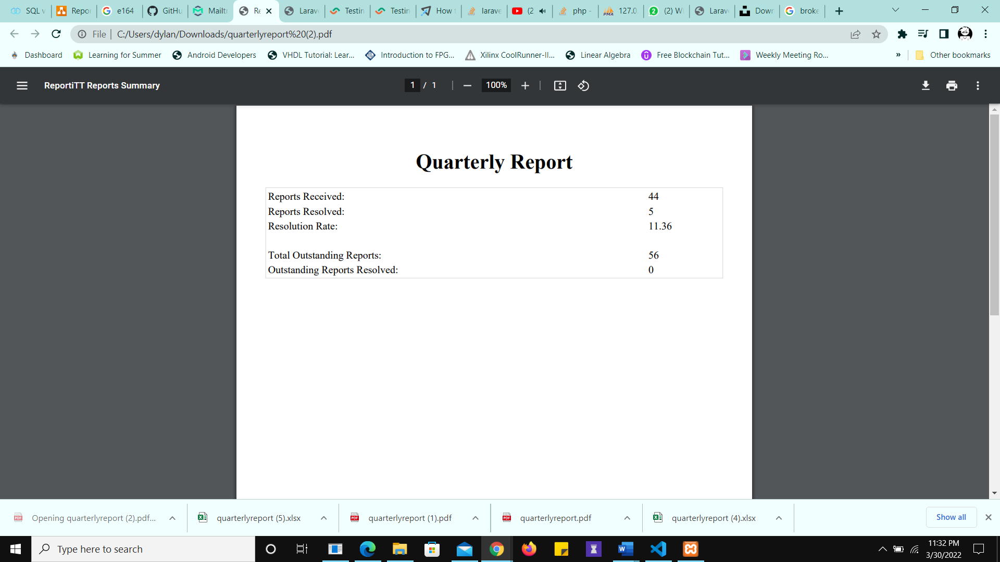 SQL v
Repor
e164
GitHu
Mailtr
Re
Larav
Testin
Testin
How t
larave
(2
php -
127.0.
(2) W
Larav
Down
broke
File
C:/Users/dylan/Downloads/quarterlyreport%20(2).pdf
Dashboard
Learning for Summer
Android Developers
VHDL Tutorial: Lear...
Introduction to FPG...
Xilinx CoolRunner-II...
Linear Algebra
Free Blockchain Tut...
Weekly Meeting Ro...
»
Other bookmarks
ReportiTT Reports Summary
1 / 1
100%
Quarterly Report
Reports Received: 44
Reports Resolved: 5
Resolution Rate: 11.36
Total Outstanding Reports: 56
Outstanding Reports Resolved: 0
Opening quarterlyreport (2).pdf...
quarterlyreport (5).xlsx
quarterlyreport (1).pdf
quarterlyreport.pdf
quarterlyreport (4).xlsx
Show all
Type here to search
11:32 PM
3/30/2022